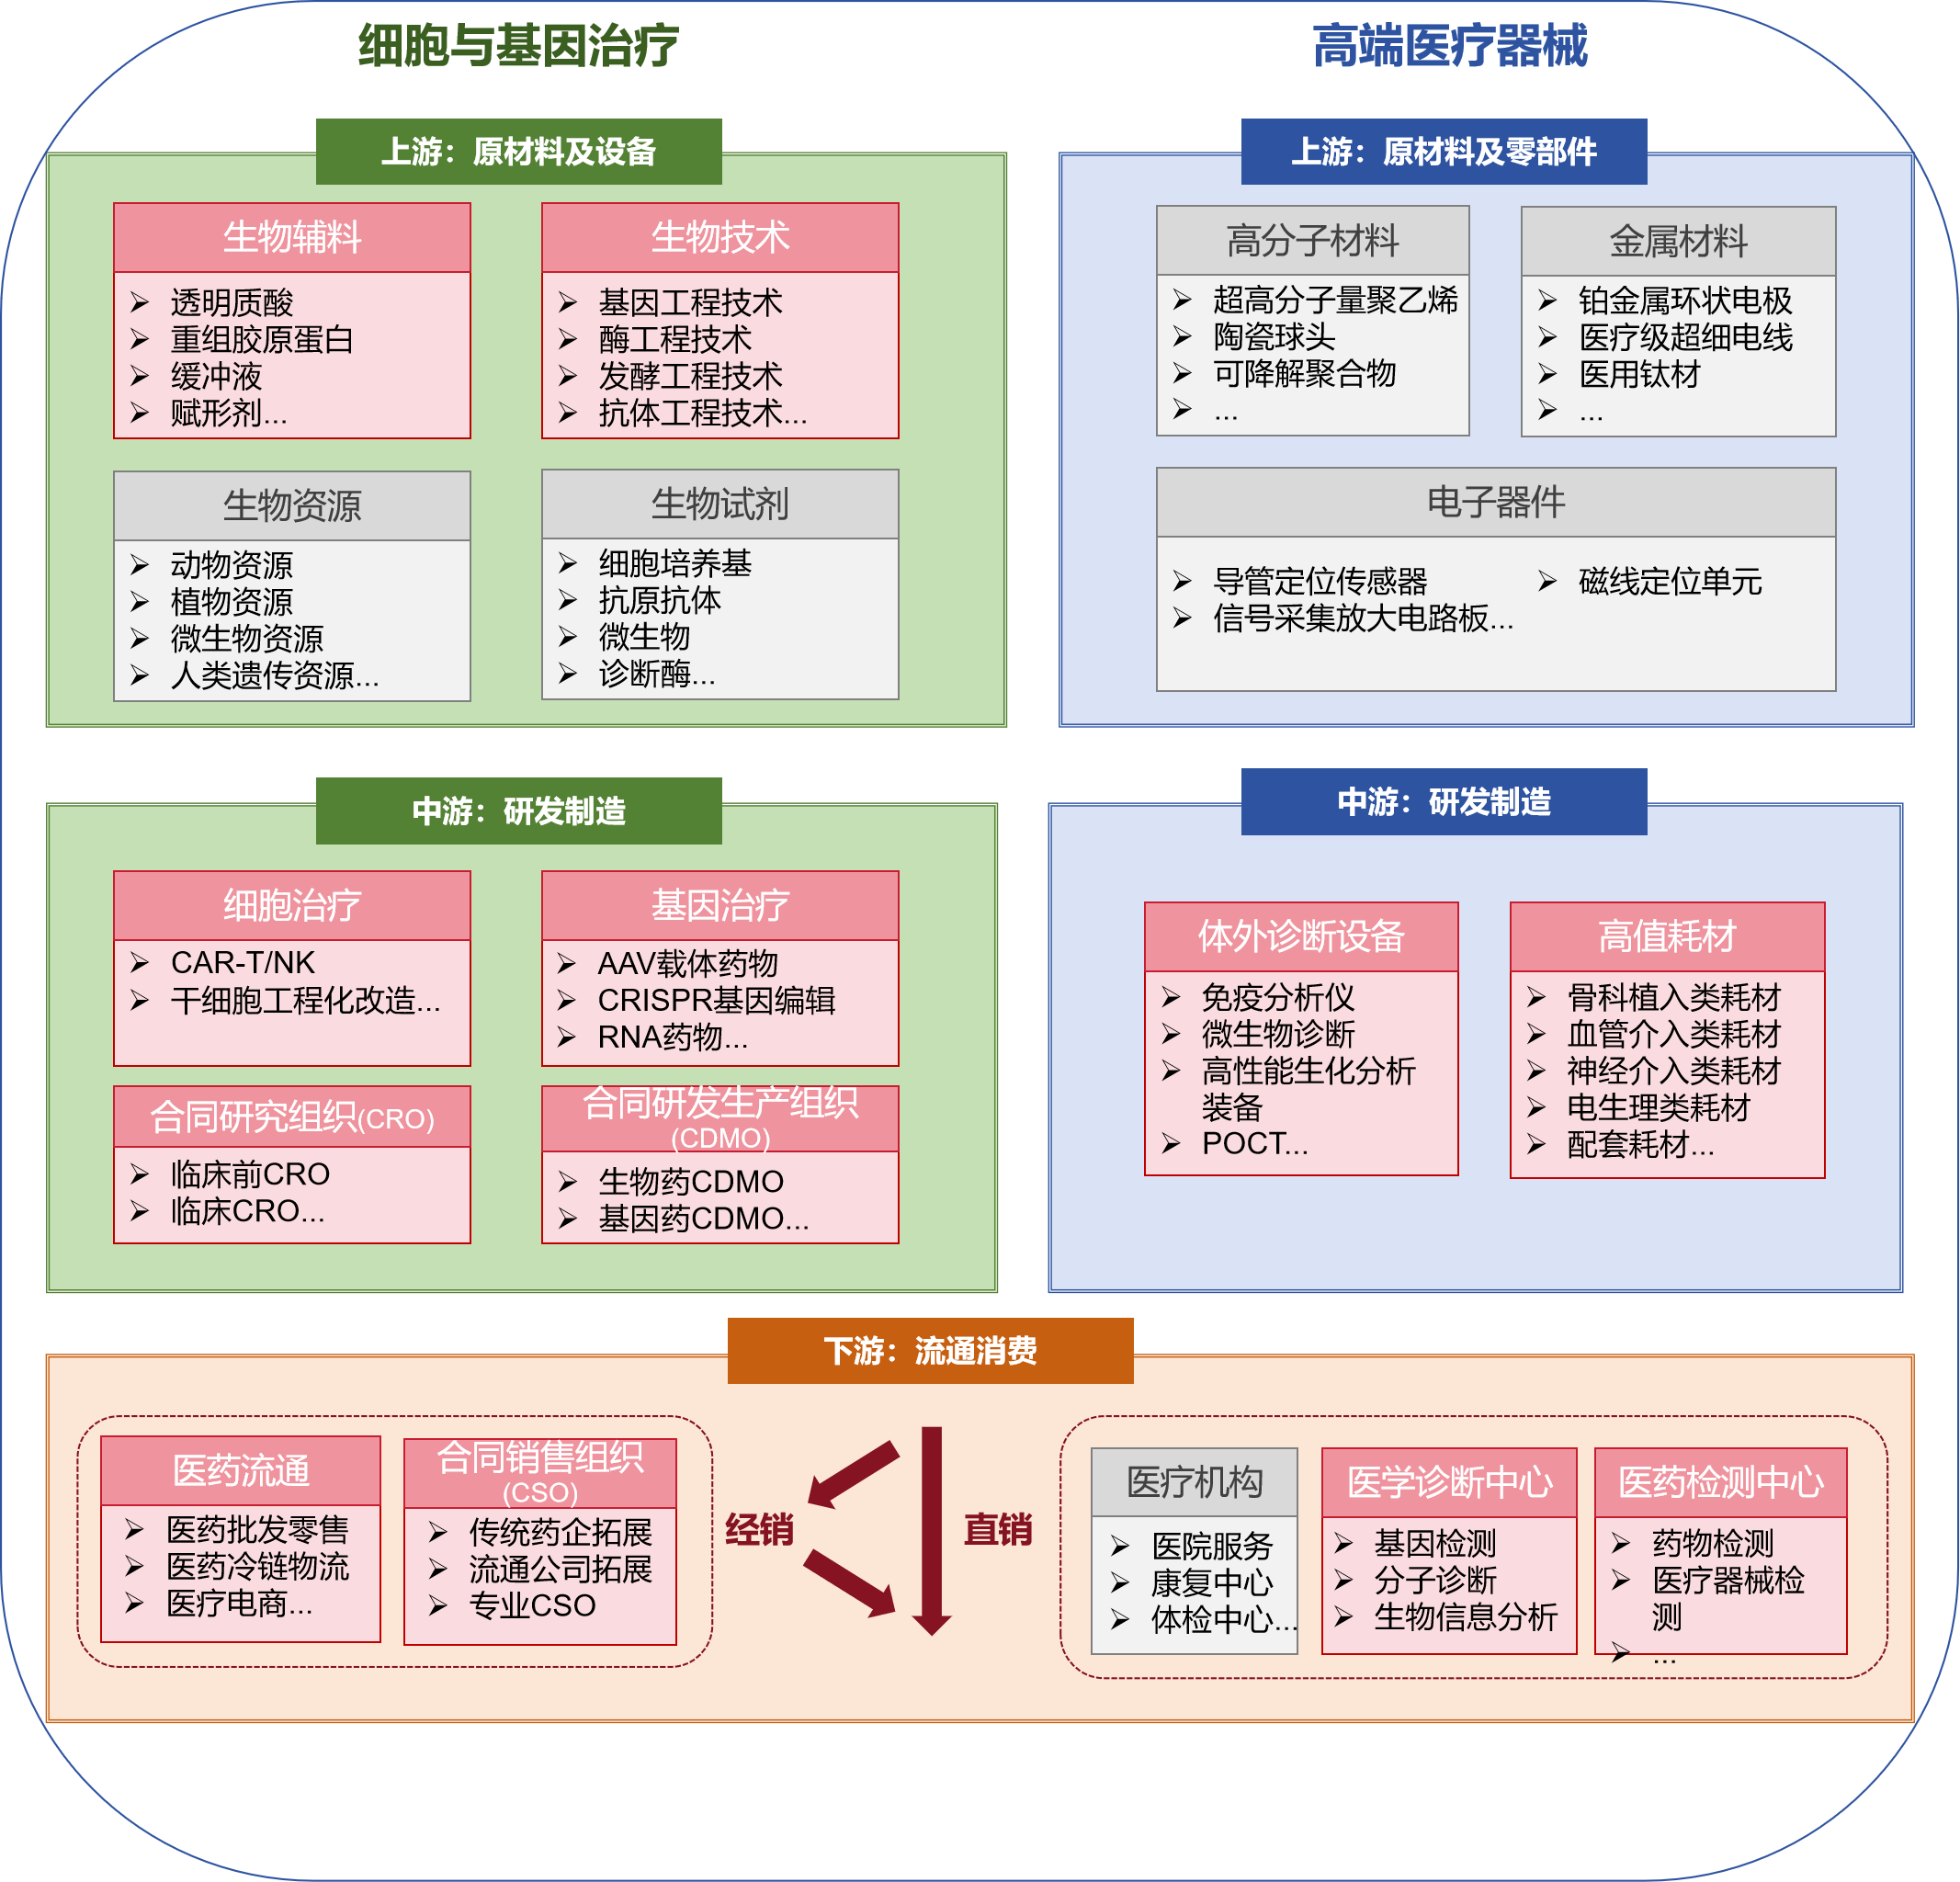 细胞与基因治疗
高端医疗器械
上游：原材料及设备
生物辅料
透明质酸
重组胶原蛋白
缓冲液
赋形剂...
生物技术
基因工程技术
酶工程技术
发酵工程技术
抗体工程技术...
生物资源
动物资源
植物资源
微生物资源
人类遗传资源...
生物试剂
细胞培养基
抗原抗体
微生物
诊断酶...
上游：原材料及零部件
高分子材料
超高分子量聚乙烯
陶瓷球头
可降解聚合物
...
金属材料
铂金属环状电极
医疗级超细电线
医用钛材
...
电子器件
导管定位传感器
信号采集放大电路板...
磁线定位单元
中游：研发制造
细胞治疗
CAR-T/NK
干细胞工程化改造...
基因治疗
AAV载体药物
CRISPR基因编辑
RNA药物...
合同研究组织(CRO)
临床前CRO
临床CRO...
合同研发生产组织
(CDMO)
生物药CDMO
基因药CDMO...
中游：研发制造
体外诊断设备
免疫分析仪
微生物诊断
高性能生化分析
装备
POCT...
高值耗材
骨科植入类耗材
血管介入类耗材
神经介入类耗材
电生理类耗材
配套耗材...
下游：流通消费
医药流通
医药批发零售
医药冷链物流
医疗电商...
合同销售组织
(CSO)
传统药企拓展
流通公司拓展
专业CSO
经销
直销
医疗机构
医院服务
康复中心
体检中心...
医学诊断中心
基因检测
分子诊断
生物信息分析
医药检测中心
药物检测
医疗器械检
测
...